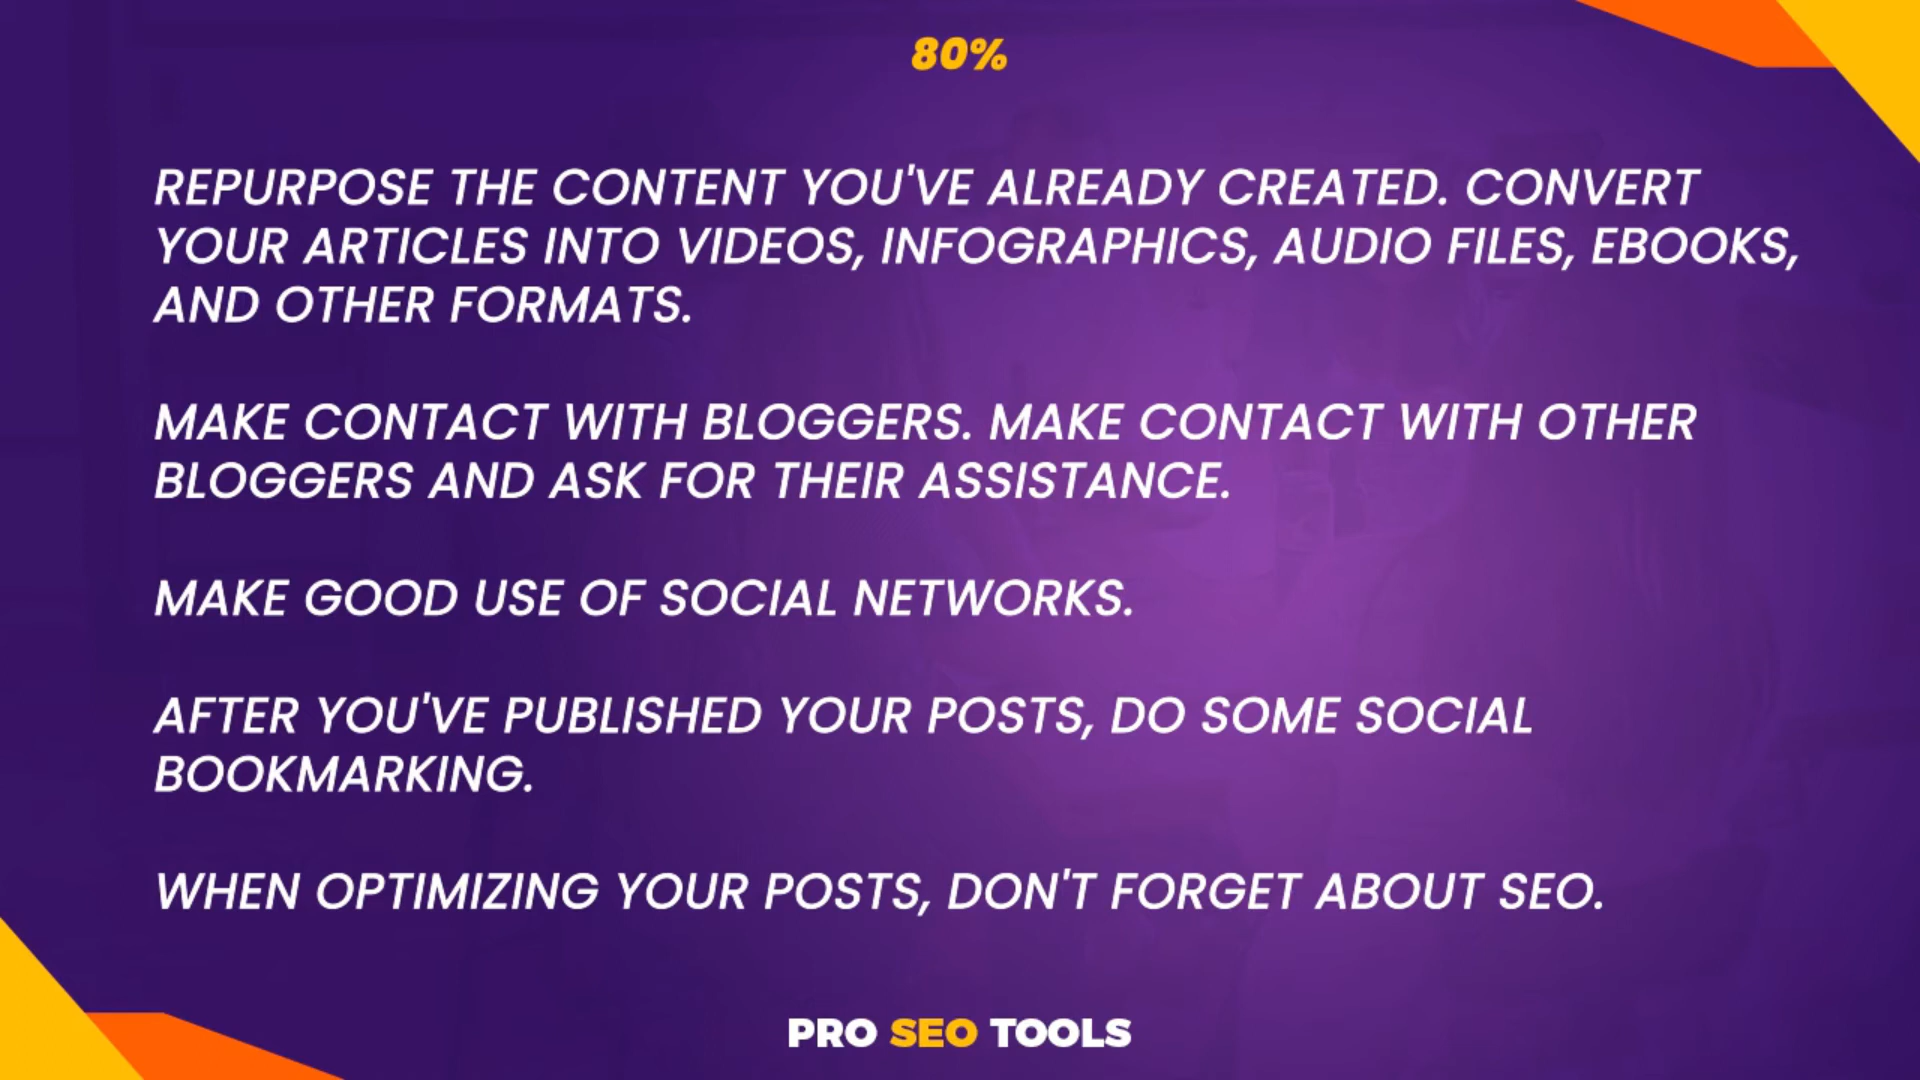 80%
REPURPOSE THE CONTENT YOU'VE ALREADY CREATED. CONVERT
YOUR ARTICLES INTO VIDEOS, INFOGRAPHICS, AUDIO FILES, EBOOKS,
AND OTHER FORMATS.
MAKE CONTACT WITH BLOGGERS. MAKE CONTACT WITH OTHER
BLOGGERS AND ASK FOR THEIR ASSISTANCE.
MAKE GOOD USE OF SOCIAL NETWORKS.
AFTER YOU'VE PUBLISHED YOUR POSTS, DO SOME SOCIAL
BOOKMARKING.
WHEN OPTIMIZING YOUR POSTS, DON'T FORGET ABOUT SEO.
PRO SEO TOOLS